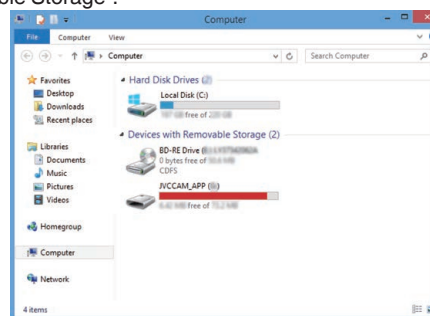 ble Storage".
Computer
File Computer View
Computer
Search Computer
Favorites
Desktop
Downloads
Recent places
Libraries
Documents
Music
Pictures
Videos
Homegroup
Computer
Network
Hard Disk Drives (2)
Local Disk (C:)
free of
Devices with Removable Storage (2)
BD-RE Drive
0 bytes free of
CDFS
JVCCAM_APP
free of
4 items